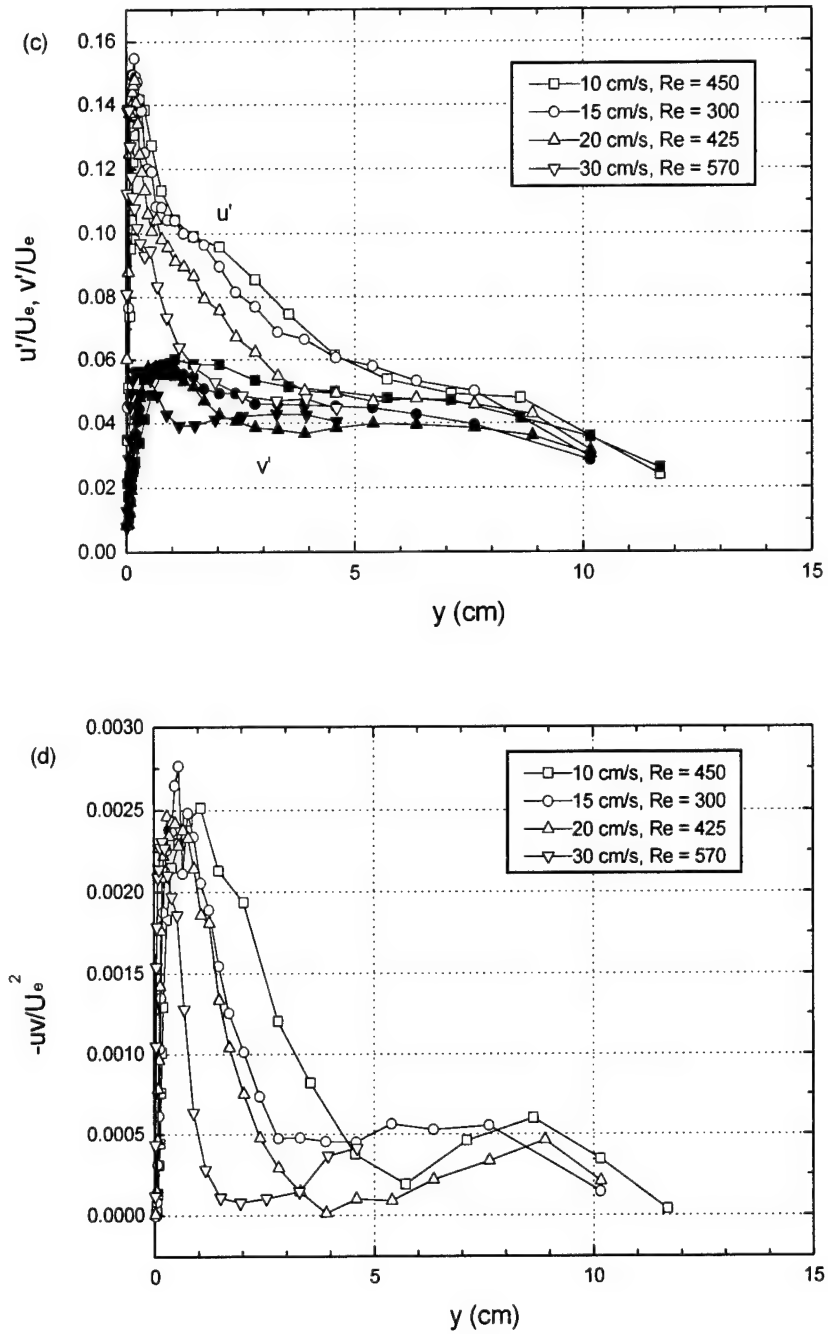 (c)
0.16
0.14
0.12
0.10
0.08
0.06
0.04
0.02
0.00
u'/Ue, v'/Ue
10 cm/s, Re = 450
15 cm/s, Re = 300
20 cm/s, Re = 425
30 cm/s, Re = 570
u'
v'
0 5 10 15
y (cm)
(d)
0.0030
0.0025
0.0020
0.0015
0.0010
0.0005
0.0000
-uv/Ue²
10 cm/s, Re = 450
15 cm/s, Re = 300
20 cm/s, Re = 425
30 cm/s, Re = 570
0 5 10 15
y (cm)